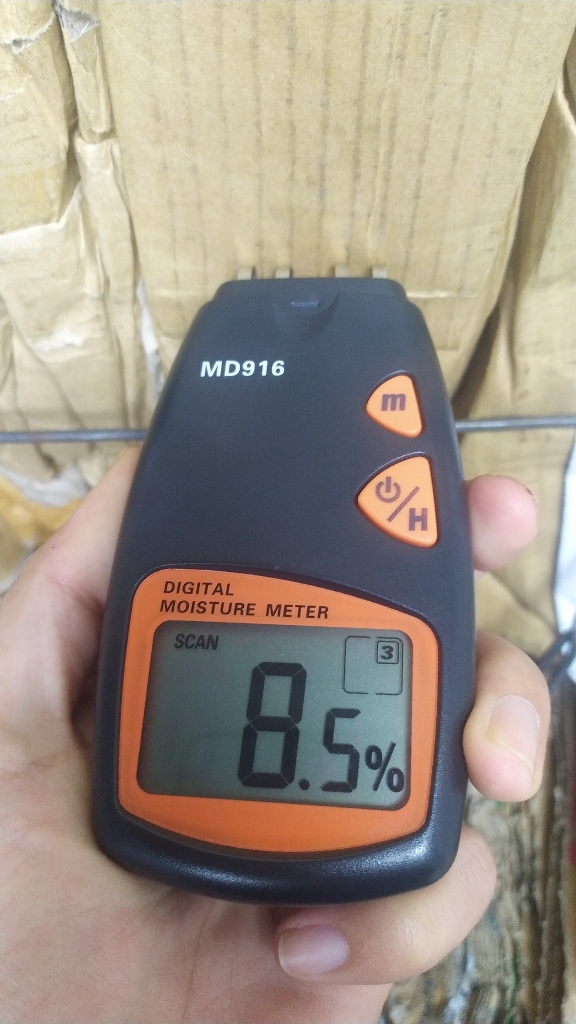 MD916
m
⏻/H
DIGITAL
MOISTURE METER
SCAN
3
8.5%